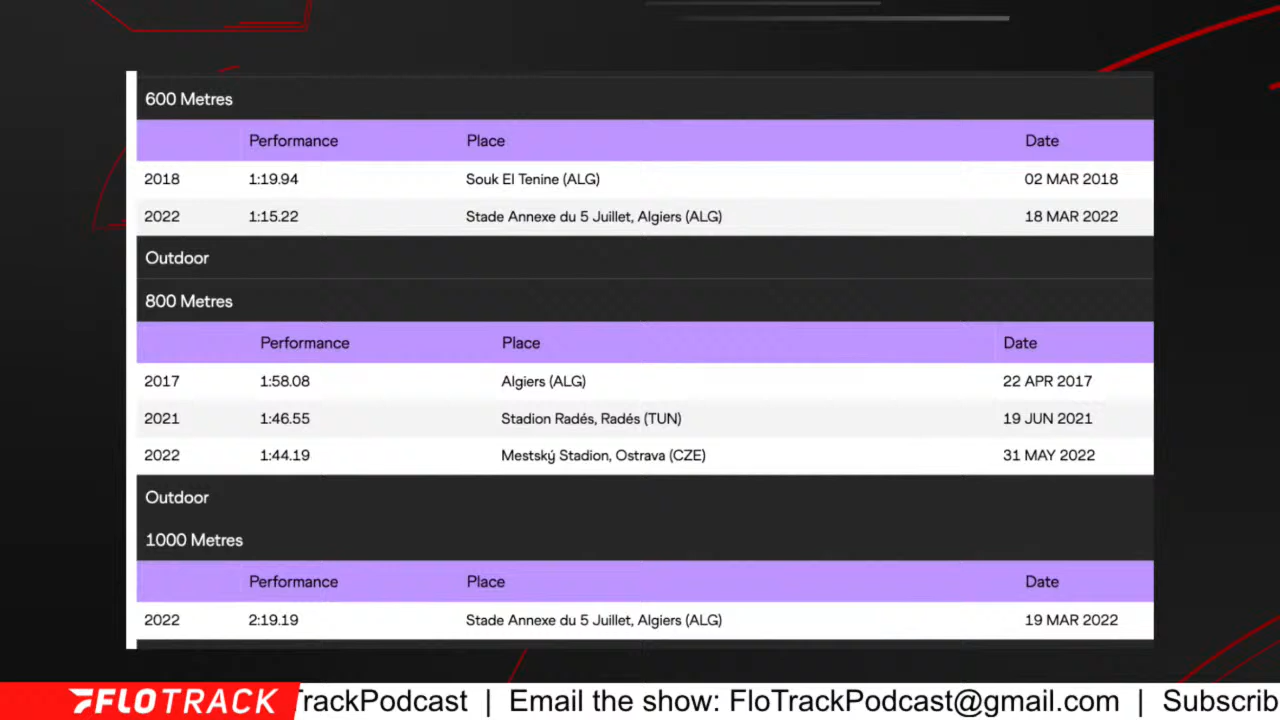 600 Metres
Performance Place Date
2018 1:19.94 Souk El Tenine (ALG) 02 MAR 2018
2022 1:15.22 Stade Annexe du 5 Juillet, Algiers (ALG) 18 MAR 2022
Outdoor
800 Metres
Performance Place Date
2017 1:58.08 Algiers (ALG) 22 APR 2017
2021 1:46.55 Stadion Radés, Radés (TUN) 19 JUN 2021
2022 1:44.19 Mestský Stadion, Ostrava (CZE) 31 MAY 2022
Outdoor
1000 Metres
Performance Place Date
2022 2:19.19 Stade Annexe du 5 Juillet, Algiers (ALG) 19 MAR 2022
FLOTRACK TrackPodcast | Email the show: FloTrackPodcast@gmail.com | Subscrib